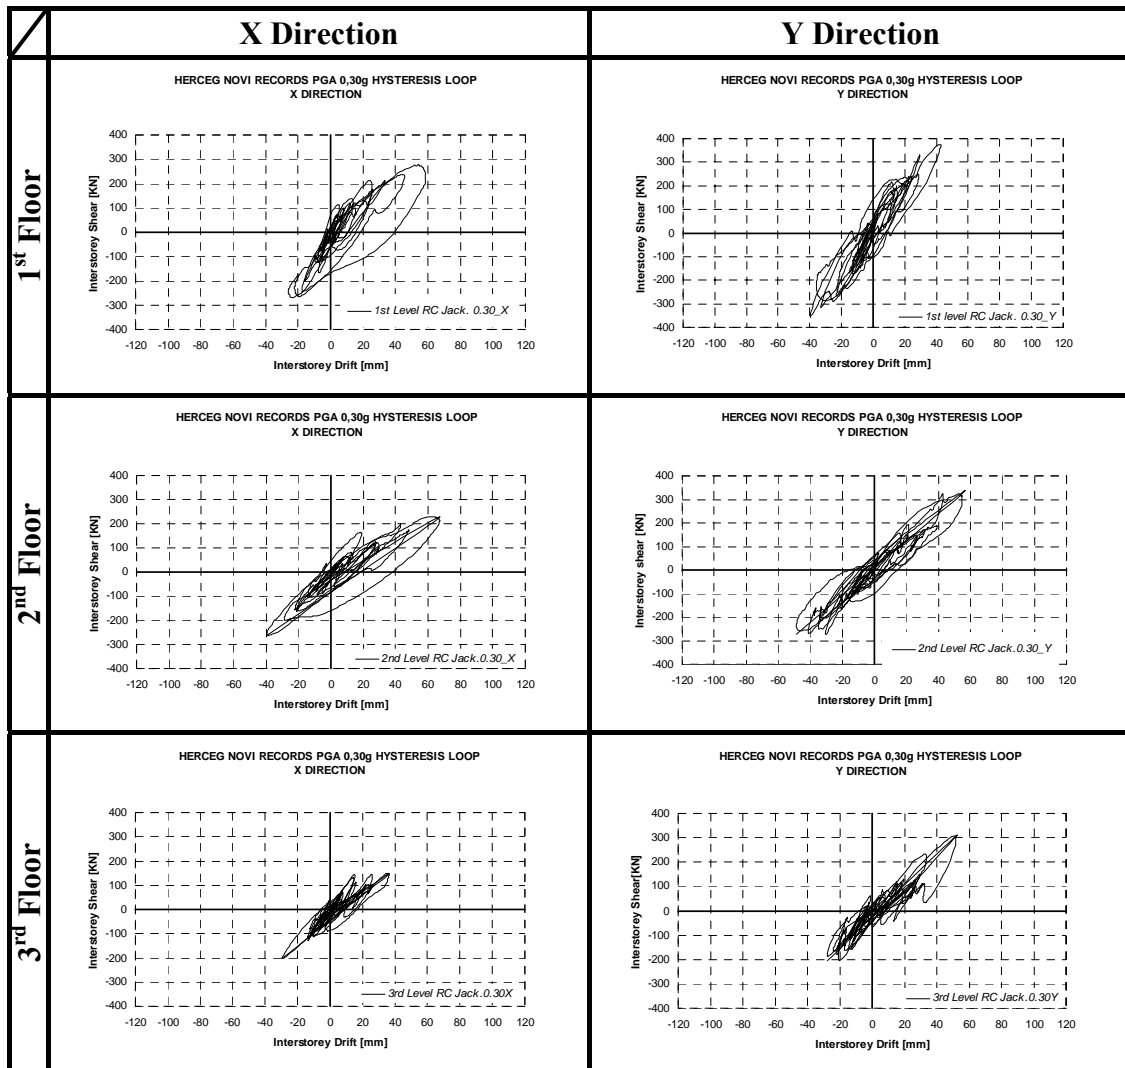 X Direction
Y Direction
1st Floor
HERCEG NOVI RECORDS PGA 0,30g HYSTERESIS LOOP
X DIRECTION
Interstorey Shear [KN]
400
300
200
100
0
-100
-200
-300
-400
1st Level RC Jack. 0.30_X
-120 -100 -80 -60 -40 -20 0 20 40 60 80 100 120
Interstorey Drift [mm]
HERCEG NOVI RECORDS PGA 0,30g HYSTERESIS LOOP
Y DIRECTION
Interstorey Shear [KN]
400
300
200
100
0
-100
-200
-300
-400
1st level RC Jack. 0.30_Y
-120 -100 -80 -60 -40 -20 0 20 40 60 80 100 120
Interstorey Drift [mm]
2nd Floor
HERCEG NOVI RECORDS PGA 0,30g HYSTERESIS LOOP
X DIRECTION
Interstorey Shear [KN]
400
300
200
100
0
-100
-200
-300
-400
2nd Level RC Jack.0.30_X
-120 -100 -80 -60 -40 -20 0 20 40 60 80 100 120
Interstorey Drift [mm]
HERCEG NOVI RECORDS PGA 0,30g HYSTERESIS LOOP
Y DIRECTION
Interstorey shear [KN]
400
300
200
100
0
-100
-200
-300
-400
2nd Level RC Jack. 0.30_Y
-120 -100 -80 -60 -40 -20 0 20 40 60 80 100 120
Interstorey Drift [mm]
3rd Floor
HERCEG NOVI RECORDS PGA 0,30g HYSTERESIS LOOP
X DIRECTION
Interstorey Shear [KN]
400
300
200
100
0
-100
-200
-300
-400
3rd Level RC Jack.0.30X
-120 -100 -80 -60 -40 -20 0 20 40 60 80 100 120
Interstorey Drift [mm]
HERCEG NOVI RECORDS PGA 0,30g HYSTERESIS LOOP
Y DIRECTION
Interstorey Shear[KN]
400
300
200
100
0
-100
-200
-300
-400
3rd Level RC Jack.0.30Y
-120 -100 -80 -60 -40 -20 0 20 40 60 80 100 120
Interstorey Drift [mm]